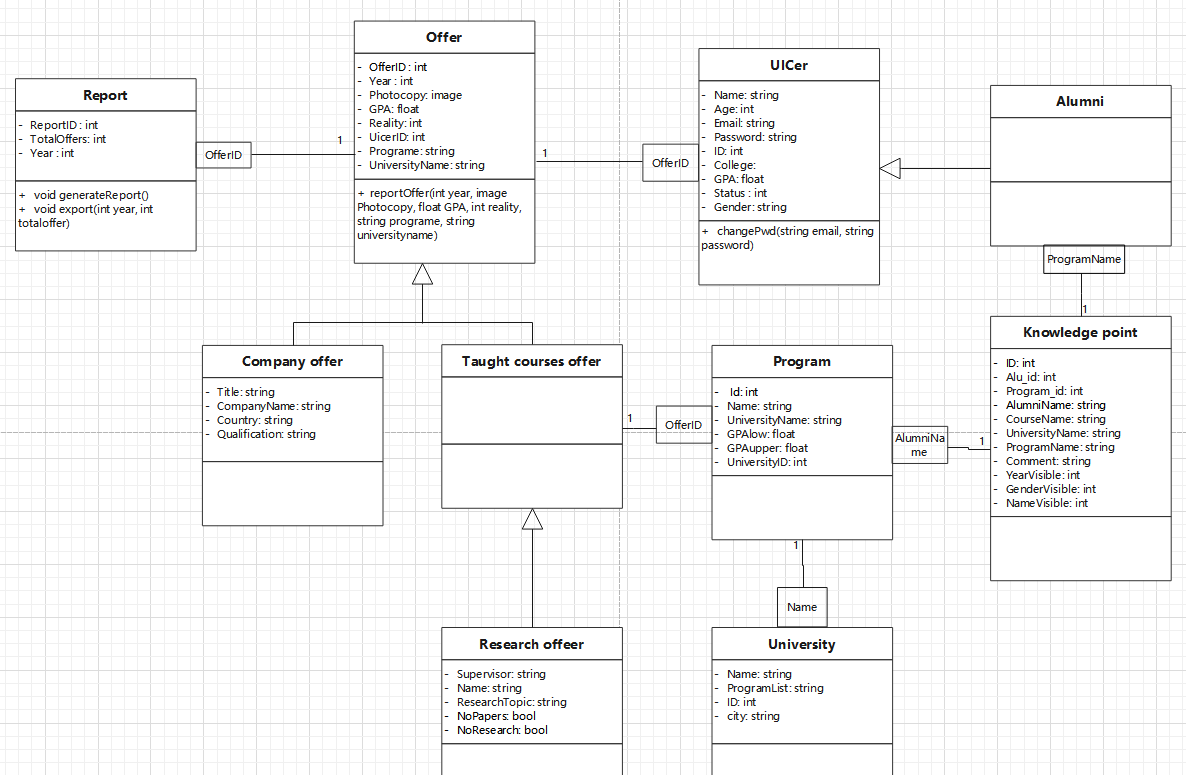 Offer
- OfferID : int
- Year : int
- Photocopy: image
- GPA: float
- Reality: int
- UicerID: int
- Programe: string
- UniversityName: string
+ reportOffer(int year, image
Photocopy, float GPA, int reality,
string programe, string
universityname)
UICer
- Name: string
- Age: int
- Email: string
- Password: string
- ID: int
- College:
- GPA: float
- Status : int
- Gender: string
+ changePwd(string email, string
password)
Report
- ReportID : int
- TotalOffers: int
- Year : int
+ void generateReport()
+ void export(int year, int
totaloffer)
OfferID
1
1
OfferID
Alumni
ProgramName
1
Knowledge point
- ID: int
- Alu_id: int
- Program_id: int
- AlumniName: string
- CourseName: string
- UniversityName: string
- ProgramName: string
- Comment: string
- YearVisible: int
- GenderVisible: int
- NameVisible: int
Company offer
- Title: string
- CompanyName: string
- Country: string
- Qualification: string
Taught courses offer
1
OfferID
Program
- Id: int
- Name: string
- UniversityName: string
- GPAlow: float
- GPAupper: float
- UniversityID: int
AlumniNa
me
1
1
Name
Research offeer
- Supervisor: string
- Name: string
- ResearchTopic: string
- NoPapers: bool
- NoResearch: bool
University
- Name: string
- ProgramList: string
- ID: int
- city: string